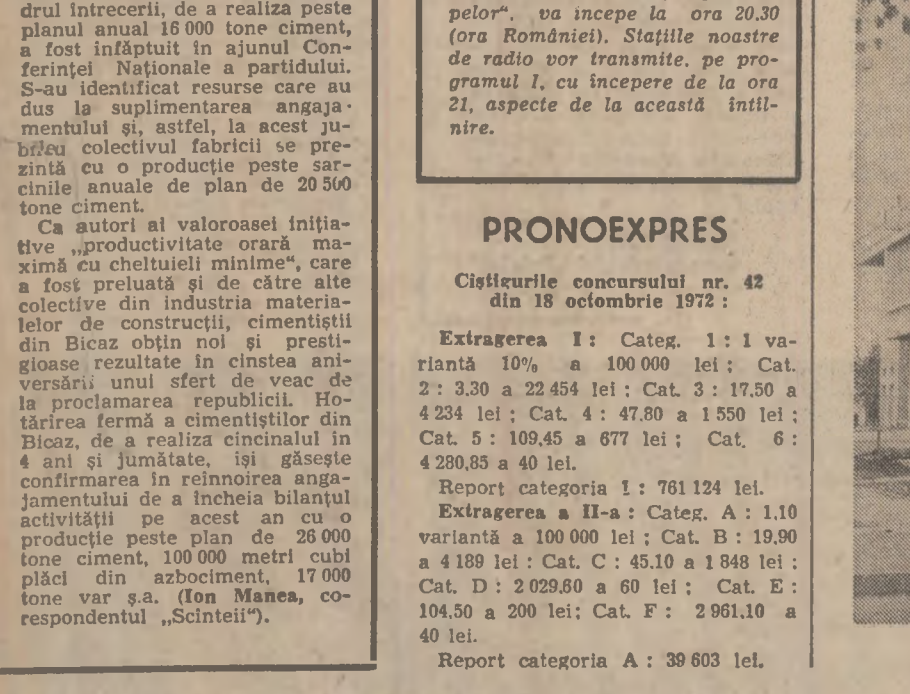 drul întrecerii, de a realiza peste
planul anual 16 000 tone ciment,
a fost înfăptuit în ajunul Con-
ferinței Naționale a partidului.
S-au identificat resurse care au
dus la suplimentarea angaja-
mentului și, astfel, la acest ju-
bileu colectivul fabricii se pre-
zintă cu o producție peste sar-
cinile anuale de plan de 20 500
tone ciment.
Ca autori ai valoroasei iniția-
tive „productivitate orară ma-
ximă cu cheltuieli minime“, care
a fost preluată și de către alte
colective din industria materia-
lelor de construcții, cimentiștii
din Bicaz obțin noi și presti-
gioase rezultate în cinstea ani-
versării unui sfert de veac de
la proclamarea republicii. Ho-
tărîrea fermă a cimentiștilor din
Bicaz, de a realiza cincinalul în
4 ani și jumătate, își găsește
confirmarea în reînnoirea anga-
jamentului de a încheia bilanțul
activității pe acest an cu o
producție peste plan de 26 000
tone ciment, 100 000 metri cubi
plăci din azbociment, 17 000
tone var ș.a. (Ion Manea, co-
respondentul „Scînteii“).
pelor“, va începe la ora 20,30
(ora României). Stațiile noastre
de radio vor transmite, pe pro-
gramul I, cu începere de la ora
21, aspecte de la această întîl-
nire.
PRONOEXPRES
Cîștigurile concursului nr. 42
din 18 octombrie 1972 :
Extragerea I : Categ. 1 : 1 va-
riantă 10% a 100 000 lei ; Cat.
2 : 3,30 a 22 454 lei ; Cat. 3 : 17,50 a
4 234 lei ; Cat. 4 : 47,80 a 1 550 lei ;
Cat. 5 : 109,45 a 677 lei ; Cat. 6 :
4 280,85 a 40 lei.
Report categoria I : 761 124 lei.
Extragerea a II-a : Categ. A : 1,10
variantă a 100 000 lei ; Cat. B : 19,90
a 4 189 lei : Cat. C : 45,10 a 1 848 lei ;
Cat. D : 2 029,60 a 60 lei ; Cat. E :
104,50 a 200 lei; Cat. F : 2 961,10 a
40 lei.
Report categoria A : 39 603 lei.